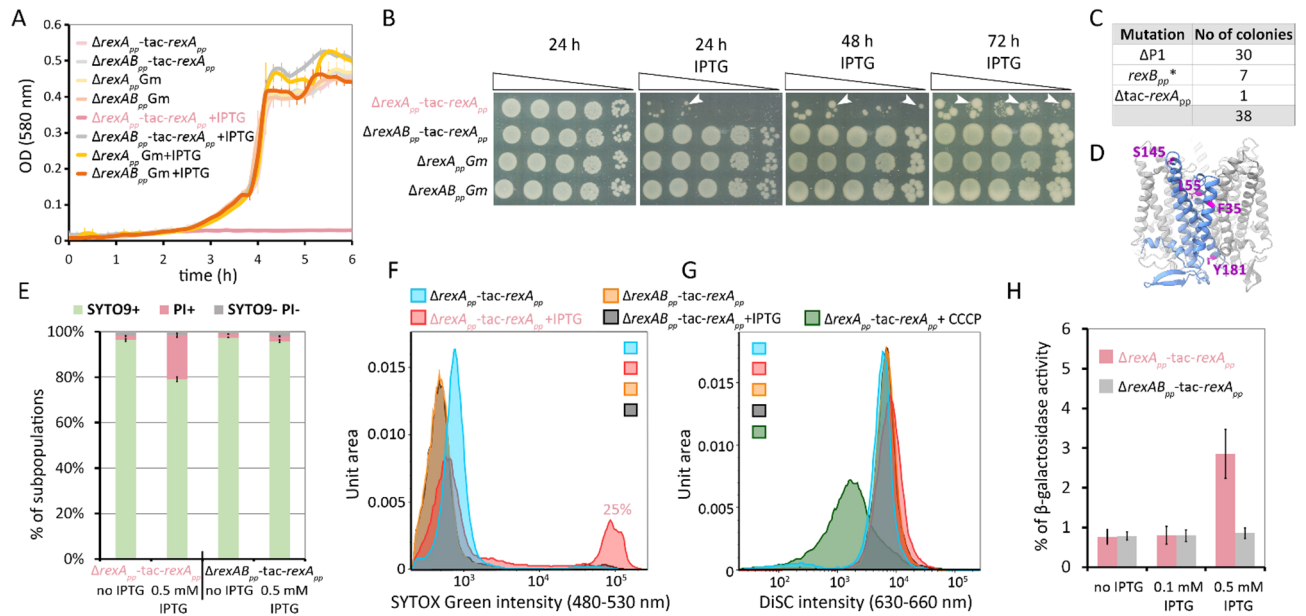 A
OD (580 nm)
0.6
0.5
0.4
0.3
0.2
0.1
0
0 1 2 3 4 5 6
time (h)
ΔrexApp-tac-rexApp
ΔrexABpp-tac-rexApp
ΔrexAppGm
ΔrexABppGm
ΔrexApp-tac-rexApp+IPTG
ΔrexABpp-tac-rexApp+IPTG
ΔrexAppGm+IPTG
ΔrexABppGm+IPTG
B
24 h
24 h
IPTG
48 h
IPTG
72 h
IPTG
ΔrexApp-tac-rexApp
ΔrexABpp-tac-rexApp
ΔrexAppGm
ΔrexABppGm
C
Mutation No of colonies
ΔP1 30
rexBpp* 7
Δtac-rexApp 1
38
D
S145
L55
F35
Y181
E
SYTO9+ PI+ SYTO9- PI-
% of subpopulations
100%
80%
60%
40%
20%
0%
ΔrexApp-tac-rexApp ΔrexABpp-tac-rexApp
no IPTG 0.5 mM IPTG no IPTG 0.5 mM IPTG
F
G
ΔrexApp-tac-rexApp
ΔrexABpp-tac-rexApp
ΔrexApp-tac-rexApp+IPTG
ΔrexABpp-tac-rexApp+IPTG
ΔrexApp-tac-rexApp+ CCCP
Unit area
0.015
0.010
0.005
0
25%
10³ 10⁴ 10⁵
SYTOX Green intensity (480-530 nm)
Unit area
0.015
0.010
0.005
0
10² 10³ 10⁴ 10⁵
DiSC intensity (630-660 nm)
H
% of β-galactosidase activity
6
5
4
3
2
1
0
ΔrexApp-tac-rexApp
ΔrexABpp-tac-rexApp
no IPTG 0.1 mM IPTG 0.5 mM IPTG